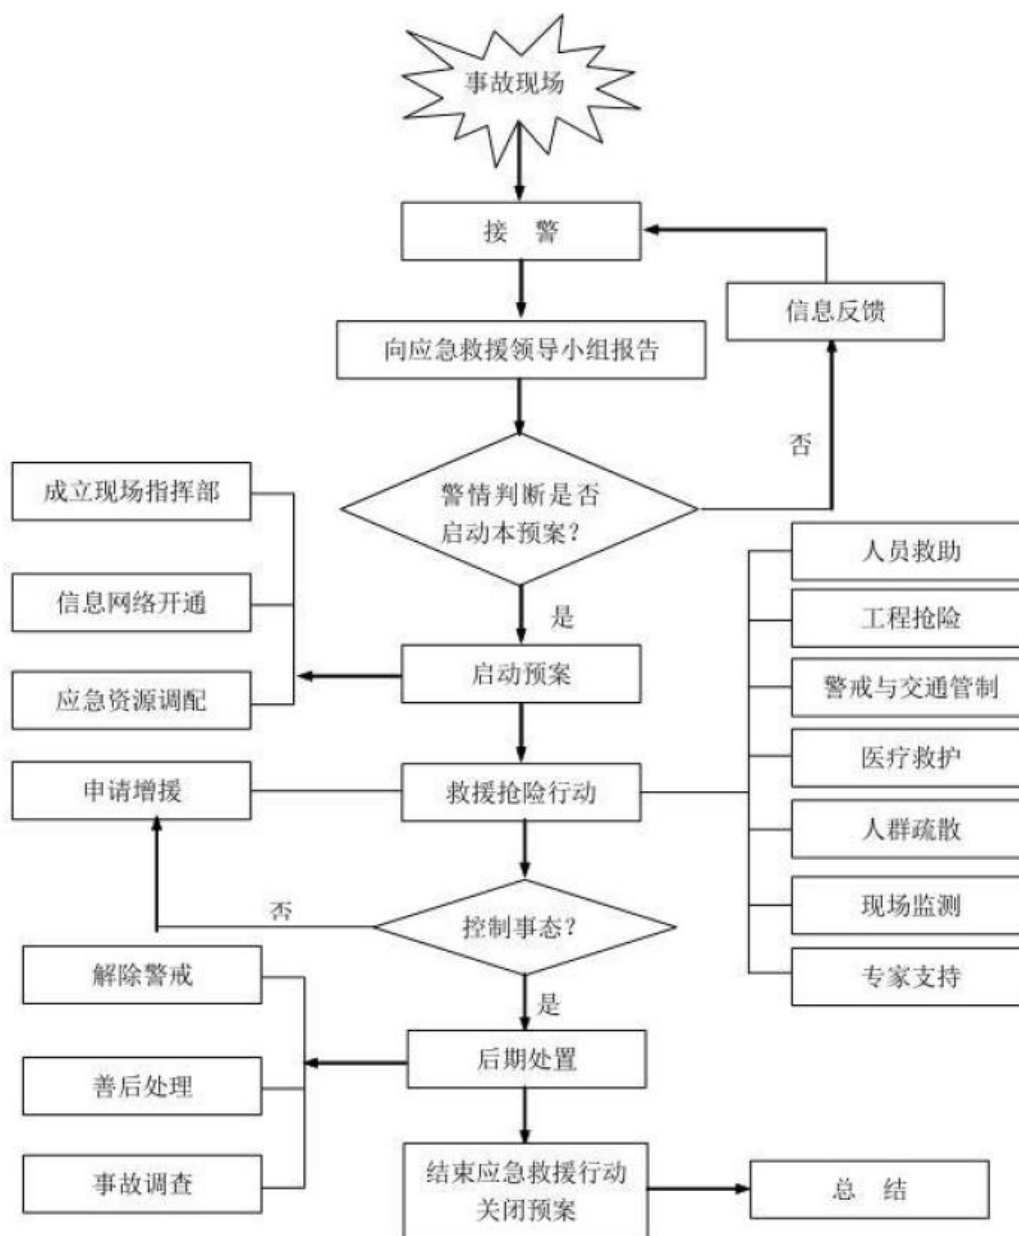 事故现场
接 警
信息反馈
向应急救援领导小组报告
否
成立现场指挥部
警情判断是否
启动本预案？
人员救助
信息网络开通
是
工程抢险
启动预案
警戒与交通管制
应急资源调配
医疗救护
申请增援
救援抢险行动
人群疏散
否
控制事态？
现场监测
解除警戒
专家支持
是
后期处置
善后处理
结束应急救援行动
关闭预案
事故调查
总 结